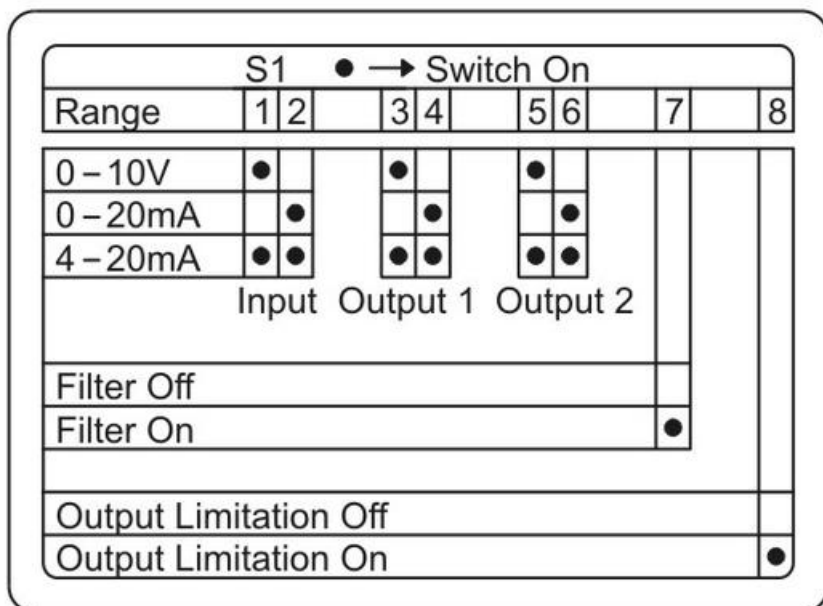 S1 ● → Switch On
Range 1 2 3 4 5 6 7 8
0–10V ● ● ●
0–20mA ● ● ●
4–20mA ● ● ● ● ● ●
Input Output 1 Output 2
Filter Off
Filter On ●
Output Limitation Off
Output Limitation On ●